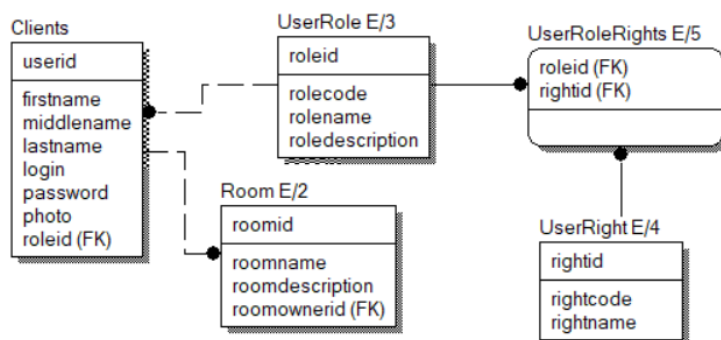 Clients
userid
firstname
middlename
lastname
login
password
photo
roleid (FK)
UserRole E/3
roleid
rolecode
rolename
roledescription
UserRoleRights E/5
roleid (FK)
rightid (FK)
Room E/2
roomid
roomname
roomdescription
roomownerid (FK)
UserRight E/4
rightid
rightcode
rightname